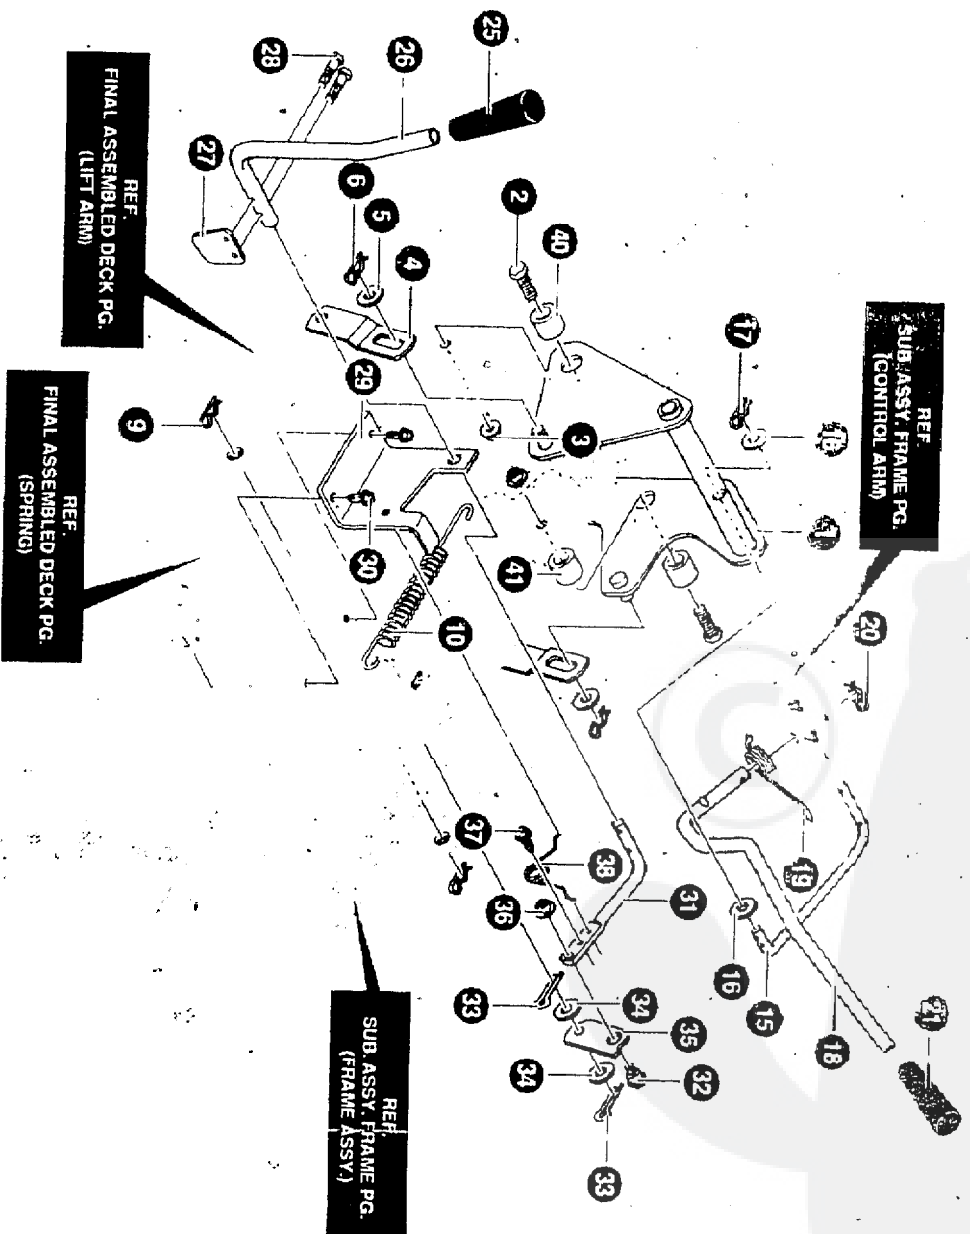 25
26
28
27
REF.
FINAL ASSEMBLED DECK PG.
(LIFT ARM)
6
5
4
2
40
17
REF.
SUB. ASSY. FRAME PG.
(CONTROL ARM)
29
3
9
REF.
FINAL ASSEMBLED DECK PG.
(SPRING)
30
41
10
20
19
37
38
31
36
16
15
18
33
34
35
34
32
33
REF.
SUB. ASSY. FRAME PG.
(FRAME ASSY.)
©